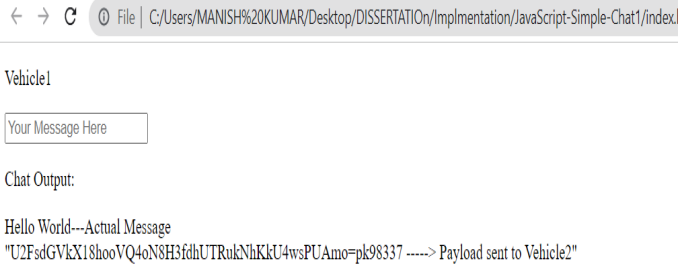 File | C:/Users/MANISH%20KUMAR/Desktop/DISSERTATIOn/Implmentation/JavaScript-Simple-Chat1/index.
Vehicle1
Your Message Here
Chat Output:
Hello World---Actual Message
"U2FsdGVkX18hooVQ4oN8H3fdhUTRukNhKkU4wsPUAmo=pk98337 -----> Payload sent to Vehicle2"